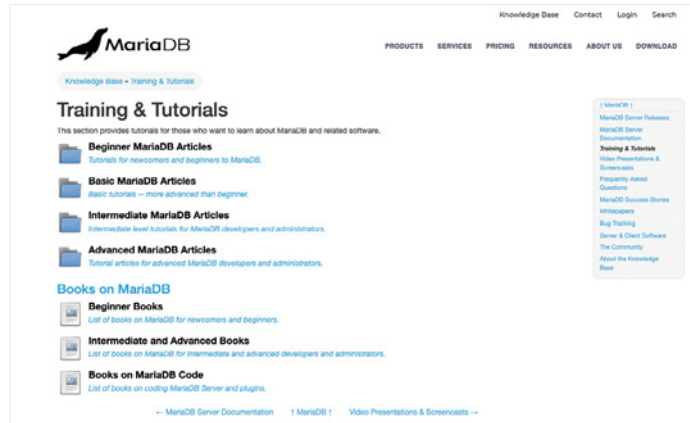 Knowledge Base Contact Login Search
MariaDB
PRODUCTS SERVICES PRICING RESOURCES ABOUT US DOWNLOAD
Knowledge Base » Training & Tutorials
Training & Tutorials
This section provides tutorials for those who want to learn about MariaDB and related software.
Beginner MariaDB Articles
Tutorials for newcomers and beginners to MariaDB.
Basic MariaDB Articles
Basic tutorials — more advanced than beginner.
Intermediate MariaDB Articles
Intermediate level tutorials for MariaDB developers and administrators.
Advanced MariaDB Articles
Tutorial articles for advanced MariaDB developers and administrators.
Books on MariaDB
Beginner Books
List of books on MariaDB for newcomers and beginners.
Intermediate and Advanced Books
List of books on MariaDB for intermediate and advanced developers and administrators.
Books on MariaDB Code
List of books on coding MariaDB Server and plugins.
← MariaDB Server Documentation ↑ MariaDB ↑ Video Presentations & Screencasts →
↑ MariaDB ↑
MariaDB Server Releases
MariaDB Server
Documentation
Training & Tutorials
Video Presentations &
Screencasts
Frequently Asked
Questions
MariaDB Success Stories
Whitepapers
Bug Tracking
Server & Client Software
The Community
About the Knowledge
Base